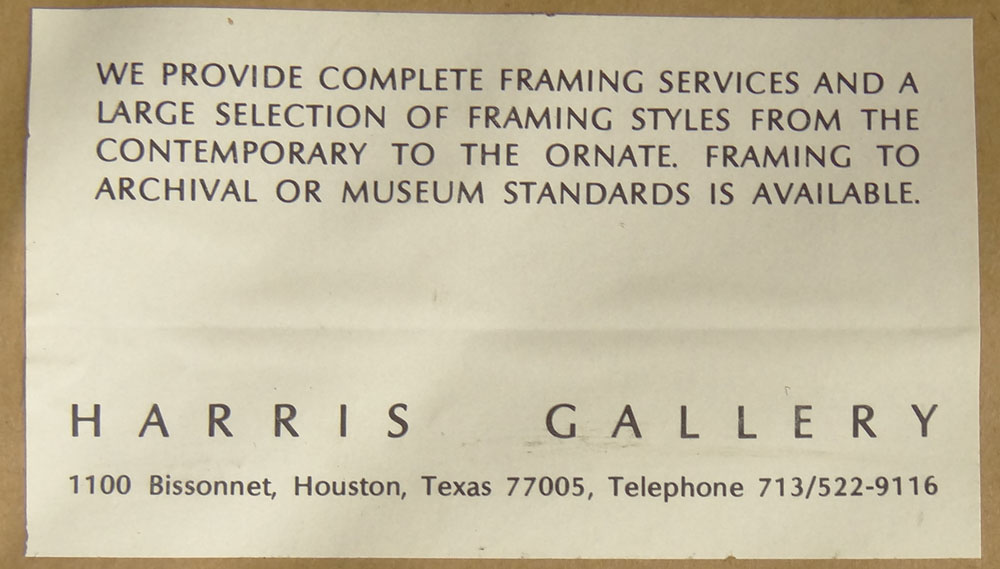 WE PROVIDE COMPLETE FRAMING SERVICES AND A
LARGE SELECTION OF FRAMING STYLES FROM THE
CONTEMPORARY TO THE ORNATE. FRAMING TO
ARCHIVAL OR MUSEUM STANDARDS IS AVAILABLE.
HARRIS GALLERY
1100 Bissonnet, Houston, Texas 77005, Telephone 713/522-9116